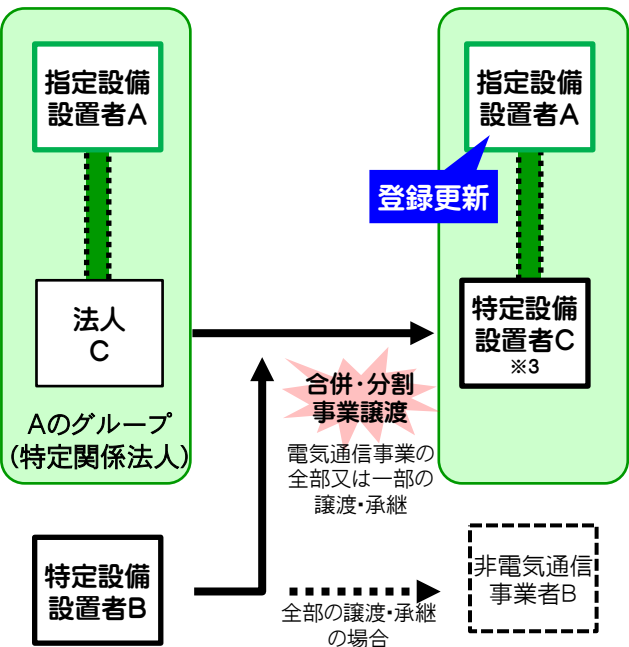 指定設備
設置者A
法人
C
Aのグループ
(特定関係法人)
特定設備
設置者B
合併・分割
事業譲渡
電気通信事業の
全部又は一部の
譲渡・承継
全部の譲渡・承継
の場合
指定設備
設置者A
登録更新
特定設備
設置者C
※3
非電気通信
事業者B